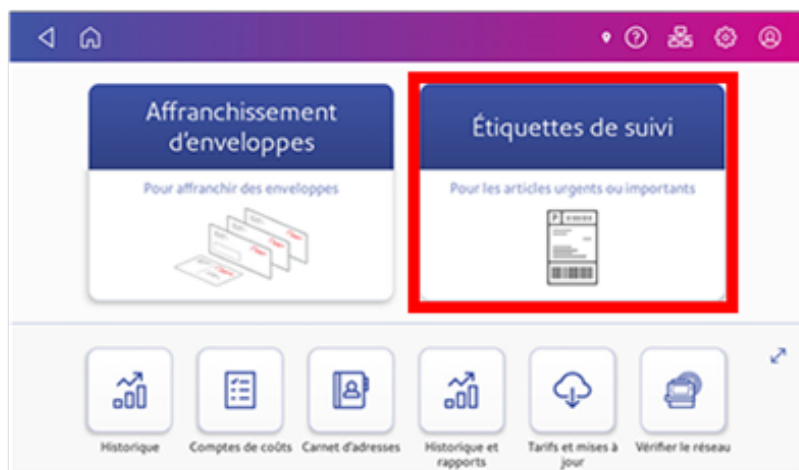 Affranchissement
d'enveloppes
Pour affranchir des enveloppes
Étiquettes de suivi
Pour les articles urgents ou importants
P
Historique
Comptes de coûts
Carnet d'adresses
Historique et
rapports
Tarifs et mises à
jour
Vérifier le réseau